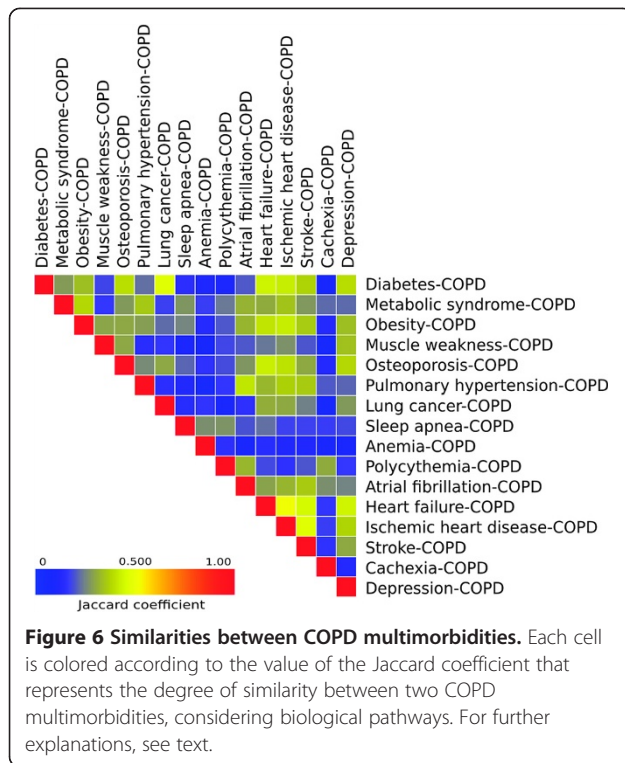 Diabetes-COPD
Metabolic syndrome-COPD
Obesity-COPD
Muscle weakness-COPD
Osteoporosis-COPD
Pulmonary hypertension-COPD
Lung cancer-COPD
Sleep apnea-COPD
Anemia-COPD
Polycythemia-COPD
Atrial fibrillation-COPD
Heart failure-COPD
Ischemic heart disease-COPD
Stroke-COPD
Cachexia-COPD
Depression-COPD
Diabetes-COPD
Metabolic syndrome-COPD
Obesity-COPD
Muscle weakness-COPD
Osteoporosis-COPD
Pulmonary hypertension-COPD
Lung cancer-COPD
Sleep apnea-COPD
Anemia-COPD
Polycythemia-COPD
Atrial fibrillation-COPD
Heart failure-COPD
Ischemic heart disease-COPD
Stroke-COPD
Cachexia-COPD
Depression-COPD
0 0.500 1.00
Jaccard coefficient
Figure 6 Similarities between COPD multimorbidities. Each cell
is colored according to the value of the Jaccard coefficient that
represents the degree of similarity between two COPD
multimorbidities, considering biological pathways. For further
explanations, see text.